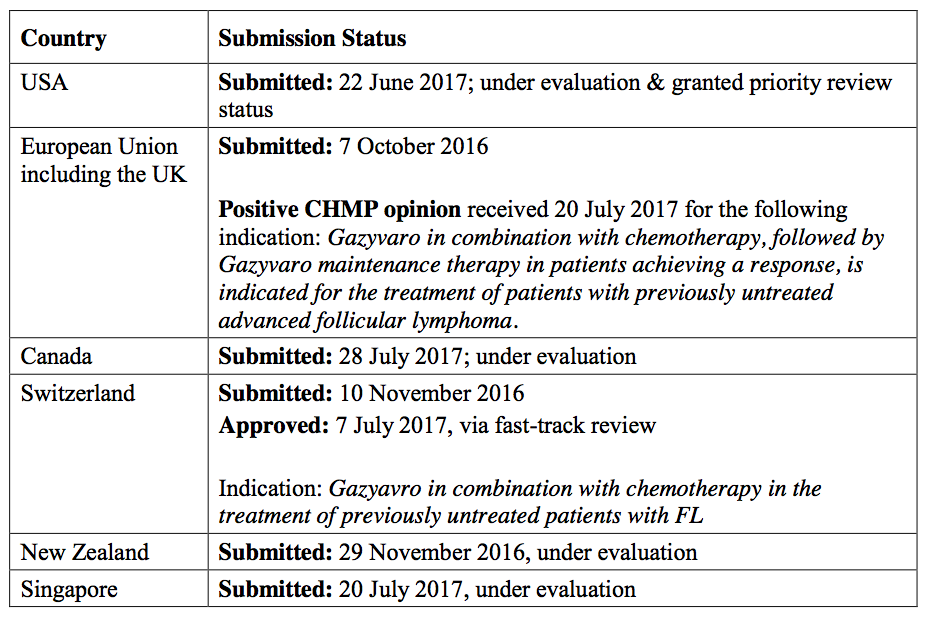 Country Submission Status
USA Submitted: 22 June 2017; under evaluation & granted priority review
status
European Union Submitted: 7 October 2016
including the UK
Positive CHMP opinion received 20 July 2017 for the following
indication: Gazyvaro in combination with chemotherapy, followed by
Gazyvaro maintenance therapy in patients achieving a response, is
indicated for the treatment of patients with previously untreated
advanced follicular lymphoma.
Canada Submitted: 28 July 2017; under evaluation
Switzerland Submitted: 10 November 2016
Approved: 7 July 2017, via fast-track review
Indication: Gazyavro in combination with chemotherapy in the
treatment of previously untreated patients with FL
New Zealand Submitted: 29 November 2016, under evaluation
Singapore Submitted: 20 July 2017, under evaluation